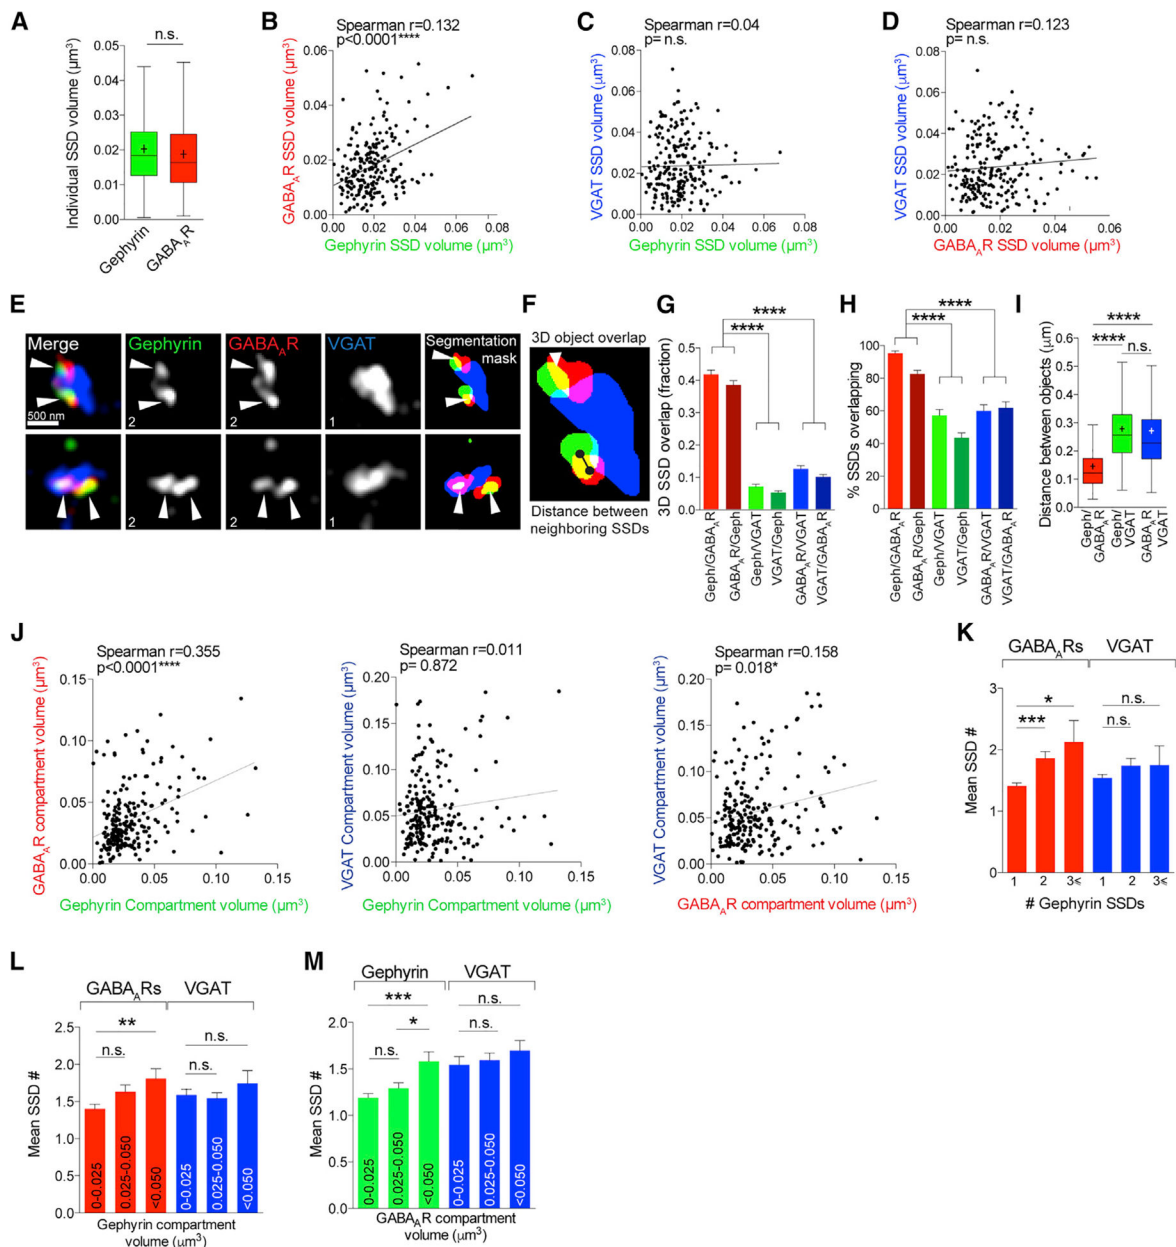 A
n.s.
Individual SSD volume (µm³)
0.05
0.04
0.03
0.02
0.01
0.00
Gephyrin
GABA_AR
B
Spearman r=0.132
p<0.0001****
GABA_AR SSD volume (µm³)
0.06
0.04
0.02
0.00
0.00 0.02 0.04 0.06 0.08
Gephyrin SSD volume (µm³)
C
Spearman r=0.04
p= n.s.
VGAT SSD volume (µm³)
0.08
0.06
0.04
0.02
0.00
0.00 0.02 0.04 0.06 0.08
Gephyrin SSD volume (µm³)
D
Spearman r=0.123
p= n.s.
VGAT SSD volume (µm³)
0.08
0.06
0.04
0.02
0.00
0.00 0.02 0.04 0.06
GABA_AR SSD volume (µm³)
E
Merge
Gephyrin
GABA_AR
VGAT
Segmentation
mask
500 nm
2
2
1
2
2
1
F
3D object overlap
Distance between
neighboring SSDs
G
****
****
3D SSD overlap (fraction)
0.5
0.4
0.3
0.2
0.1
0.0
Geph/GABA_AR
GABA_AR/Geph
Geph/VGAT
VGAT/Geph
GABA_AR/VGAT
VGAT/GABA_AR
H
****
****
% SSDs overlapping
100
80
60
40
20
0
Geph/GABA_AR
GABA_AR/Geph
Geph/VGAT
VGAT/Geph
GABA_AR/VGAT
VGAT/GABA_AR
I
****
****
n.s.
Distance between objects (µm)
0.6
0.5
0.4
0.3
0.2
0.1
0.0
Geph/
GABA_AR
Geph/
VGAT
GABA_AR
VGAT
J
Spearman r=0.355
p<0.0001****
GABA_AR compartment volume (µm³)
0.15
0.10
0.05
0.00
0.00 0.05 0.10 0.15
Gephyrin Compartment volume (µm³)
Spearman r=0.011
p= 0.872
VGAT Compartment volume (µm³)
0.20
0.15
0.10
0.05
0.00
0.00 0.05 0.10 0.15
Gephyrin Compartment volume (µm³)
Spearman r=0.158
p= 0.018*
VGAT Compartment volume (µm³)
0.20
0.15
0.10
0.05
0.00
0.00 0.05 0.10 0.15
GABA_AR compartment volume (µm³)
K
GABA_ARs VGAT
*
***
n.s.
n.s.
Mean SSD #
3
2
1
0
1 2 3≤ 1 2 3≤
# Gephyrin SSDs
L
GABA_ARs VGAT
**
n.s.
n.s.
n.s.
Mean SSD #
2.5
2.0
1.5
1.0
0.5
0.0
0-0.025
0.025-0.050
<0.050
0-0.025
0.025-0.050
<0.050
Gephyrin compartment
volume (µm³)
M
Gephyrin VGAT
***
*
n.s.
n.s.
n.s.
Mean SSD #
2.0
1.5
1.0
0.5
0.0
0-0.025
0.025-0.050
<0.050
0-0.025
0.025-0.050
<0.050
GABA_AR compartment
volume (µm³)